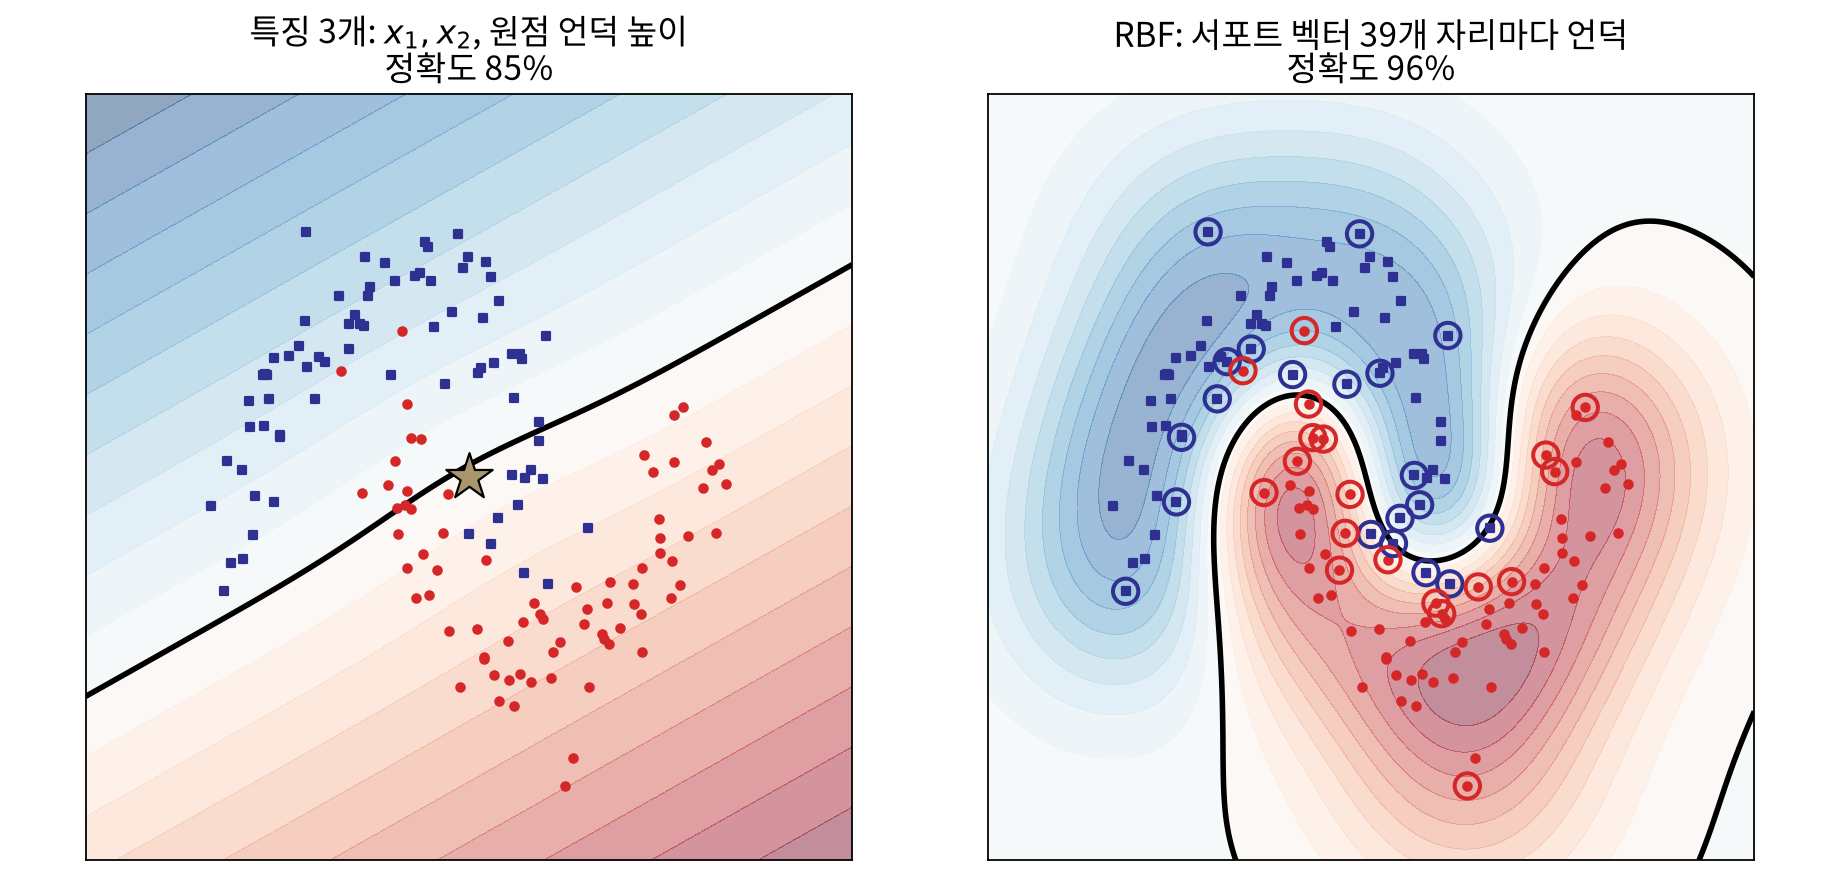 특징 3개: x₁, x₂, 원점 언덕 높이
정확도 85%
RBF: 서포트 벡터 39개 자리마다 언덕
정확도 96%